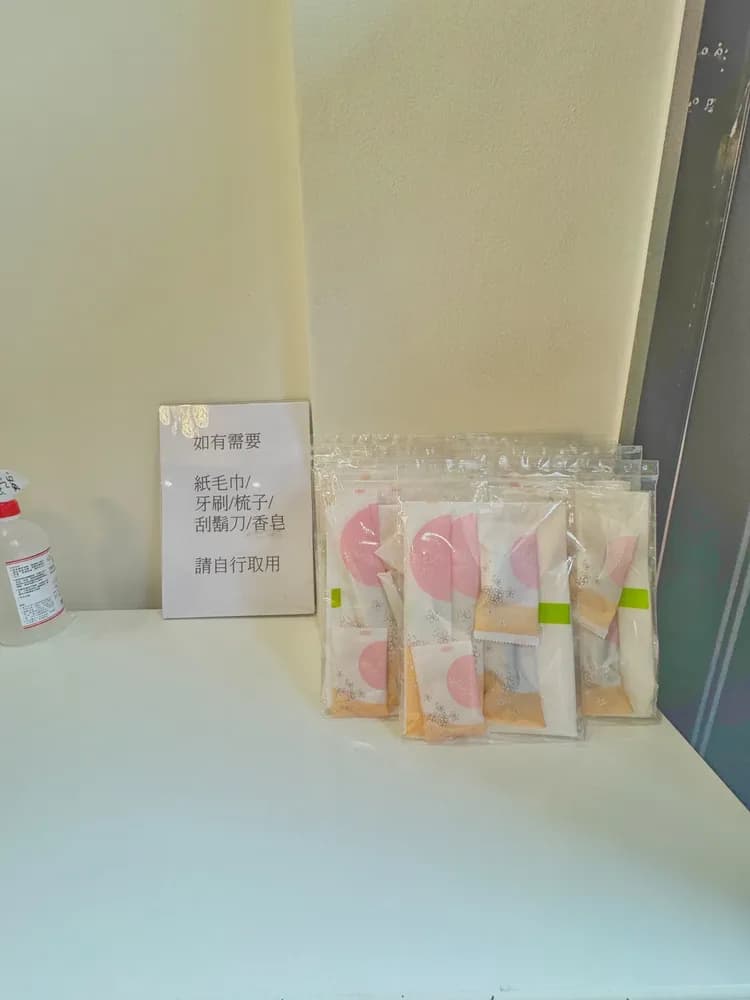 如有需要
紙毛巾/
牙刷/梳子/
刮鬍刀/香皂
請自行取用